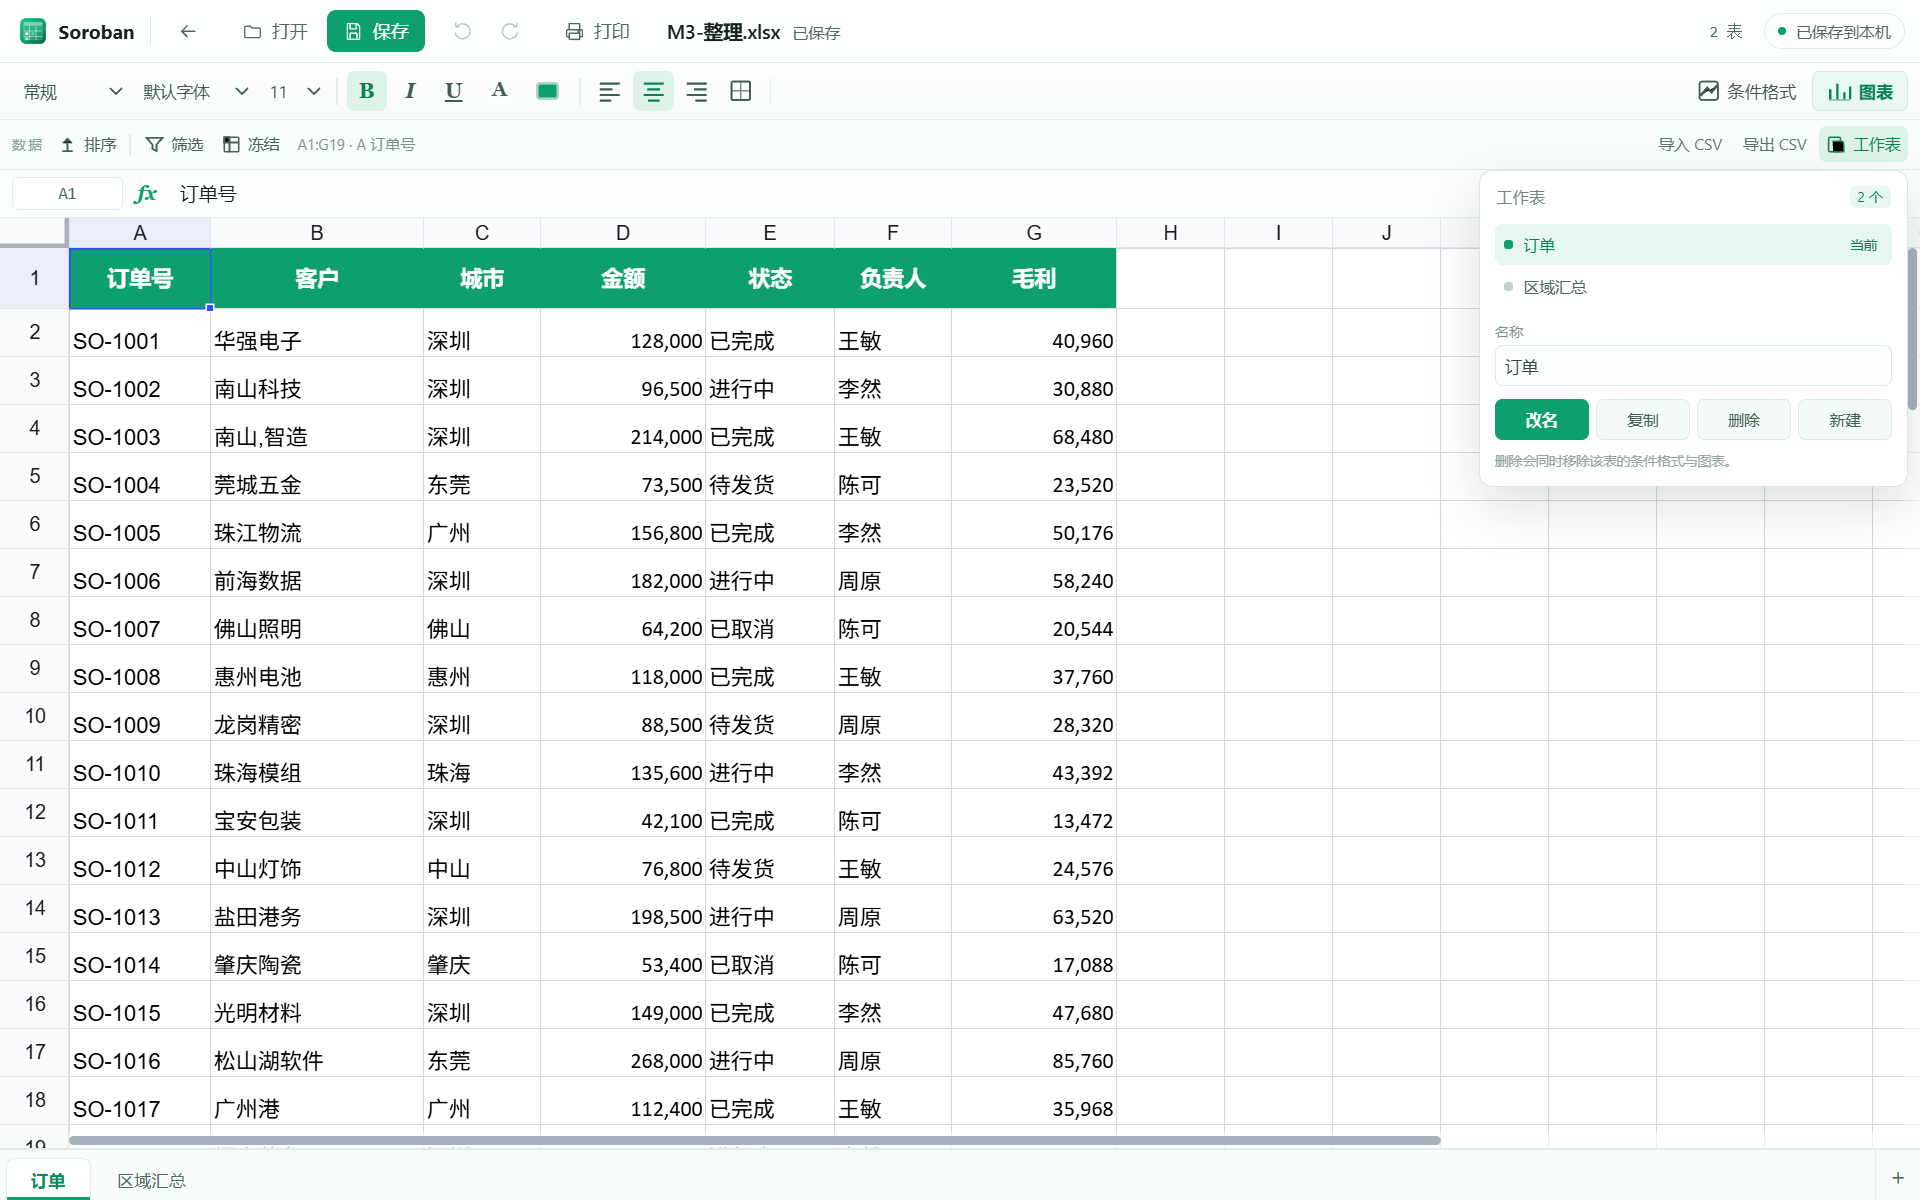 Soroban
打开
保存
打印
M3-整理.xlsx 已保存
2 表
已保存到本机
常规
默认字体
11
B I U A
条件格式
图表
数据
排序
筛选
冻结
A1:G19 · A 订单号
导入 CSV
导出 CSV
工作表
A1
fx
订单号
工作表
2 个
订单
当前
区域汇总
名称
订单
改名
复制
删除
新建
删除会同时移除该表的条件格式与图表。
A B C D E F G H I J
1 订单号 客户 城市 金额 状态 负责人 毛利
2 SO-1001 华强电子 深圳 128,000 已完成 王敏 40,960
3 SO-1002 南山科技 深圳 96,500 进行中 李然 30,880
4 SO-1003 南山,智造 深圳 214,000 已完成 王敏 68,480
5 SO-1004 莞城五金 东莞 73,500 待发货 陈可 23,520
6 SO-1005 珠江物流 广州 156,800 已完成 李然 50,176
7 SO-1006 前海数据 深圳 182,000 进行中 周原 58,240
8 SO-1007 佛山照明 佛山 64,200 已取消 陈可 20,544
9 SO-1008 惠州电池 惠州 118,000 已完成 王敏 37,760
10 SO-1009 龙岗精密 深圳 88,500 待发货 周原 28,320
11 SO-1010 珠海模组 珠海 135,600 进行中 李然 43,392
12 SO-1011 宝安包装 深圳 42,100 已完成 陈可 13,472
13 SO-1012 中山灯饰 中山 76,800 待发货 王敏 24,576
14 SO-1013 盐田港务 深圳 198,500 进行中 周原 63,520
15 SO-1014 肇庆陶瓷 肇庆 53,400 已取消 陈可 17,088
16 SO-1015 光明材料 深圳 149,000 已完成 李然 47,680
17 SO-1016 松山湖软件 东莞 268,000 进行中 周原 85,760
18 SO-1017 广州港 广州 112,400 已完成 王敏 35,968
19
订单
区域汇总